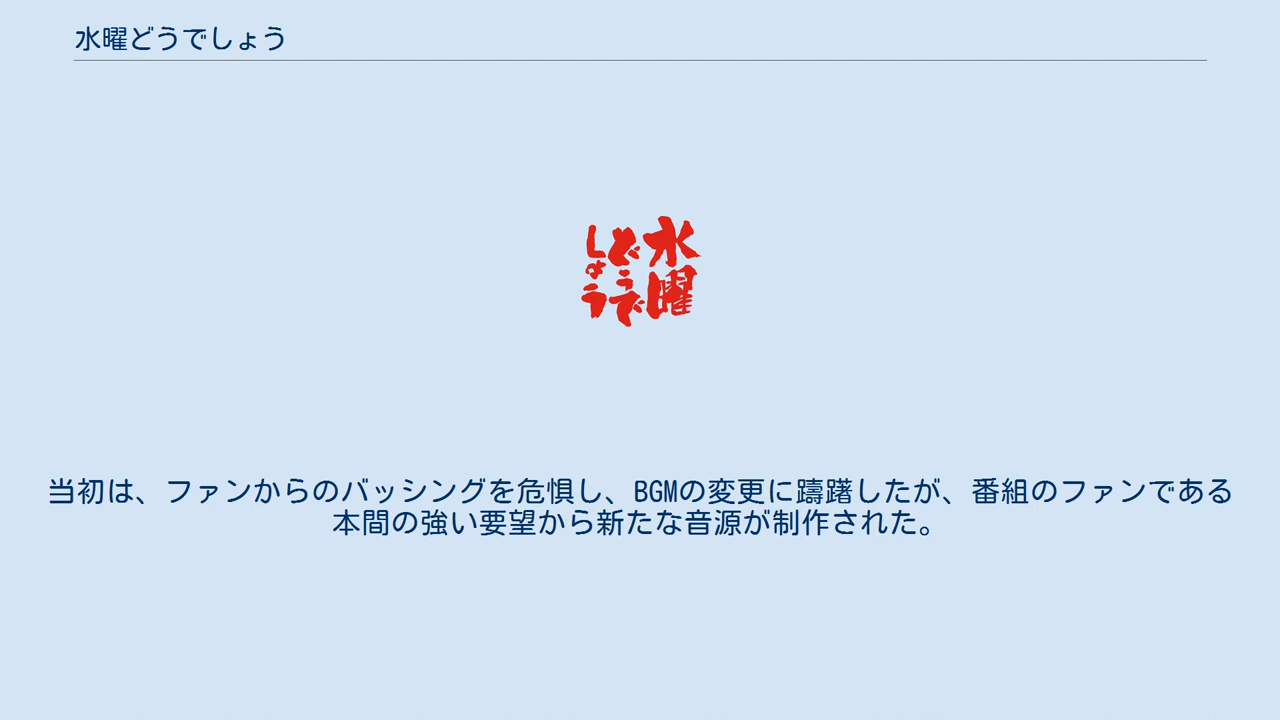 水曜どうでしょう
水曜
どうで
しょう
当初は、ファンからのバッシングを危惧し、BGMの変更に躊躇したが、番組のファンである
本間の強い要望から新たな音源が制作された。